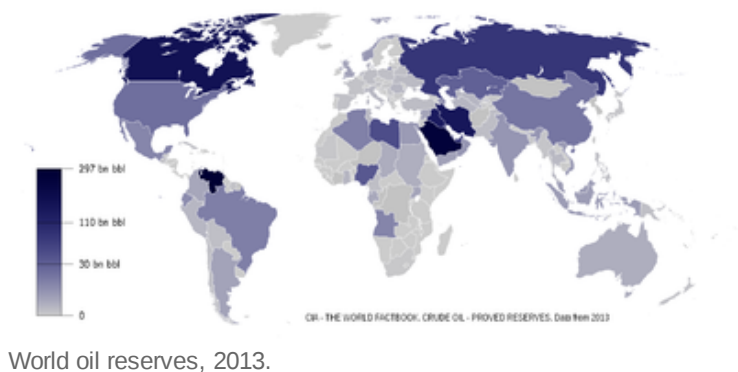 297 bn bbl
110 bn bbl
30 bn bbl
0
CIA - THE WORLD FACTBOOK. CRUDE OIL - PROVED RESERVES. Data from 2013
World oil reserves, 2013.